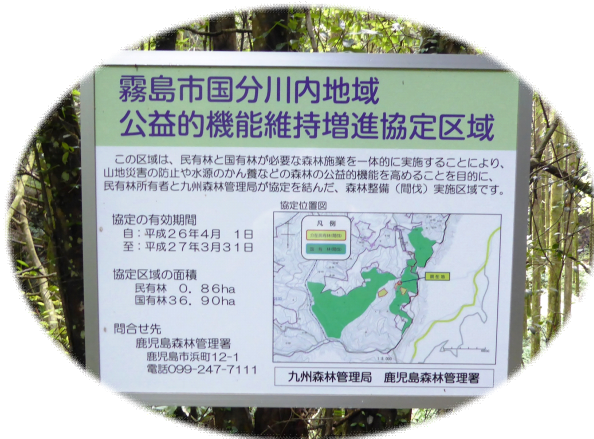 霧島市国分川内地域
公益的機能維持増進協定区域
この区域は、民有林と国有林が必要な森林施業を一体的に実施することにより、
山地災害の防止や水源のかん養などの森林の公益的機能を高めることを目的に、
民有林所有者と九州森林管理局が協定を結んだ、森林整備（間伐）実施区域です。
協定の有効期間
自：平成26年4月 1日
至：平成27年3月31日
協定区域の面積
民有林 0．86ha
国有林36．90ha
問合せ先
鹿児島森林管理署
鹿児島市浜町12-1
電話099-247-7111
協定位置図
凡例
九州森林管理局 鹿児島森林管理署